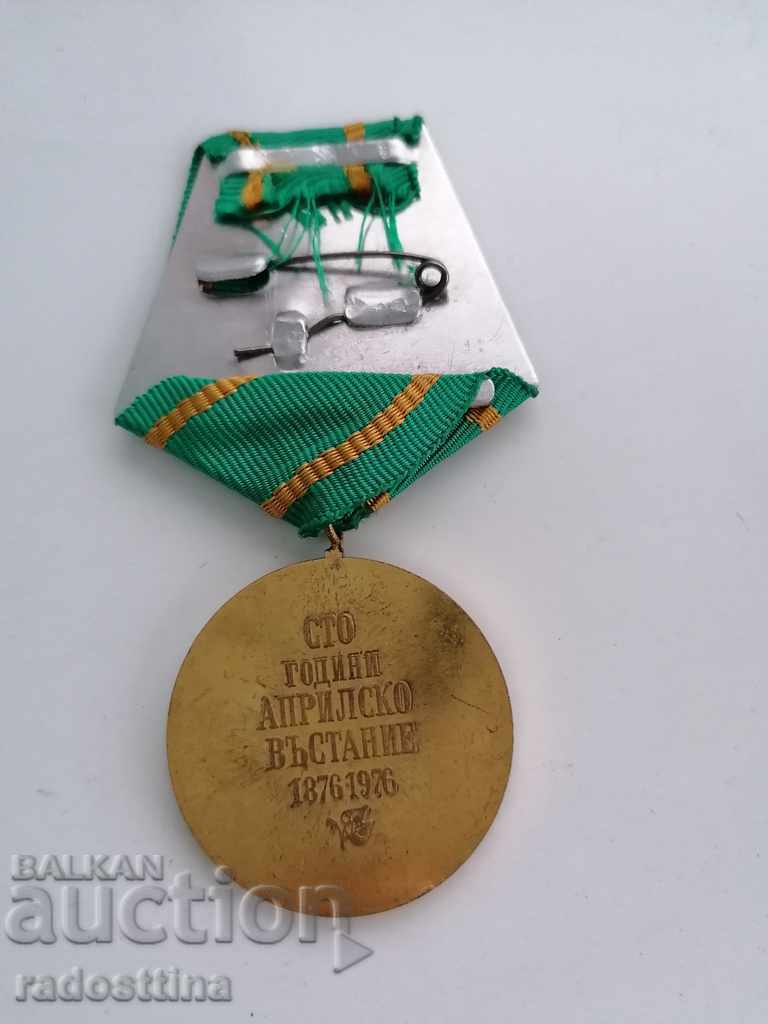 СТО
ГОДИНИ
АПРИЛСКО
ВЪСТАНИЕ
1876-1976
BALKAN
auction
radosttina